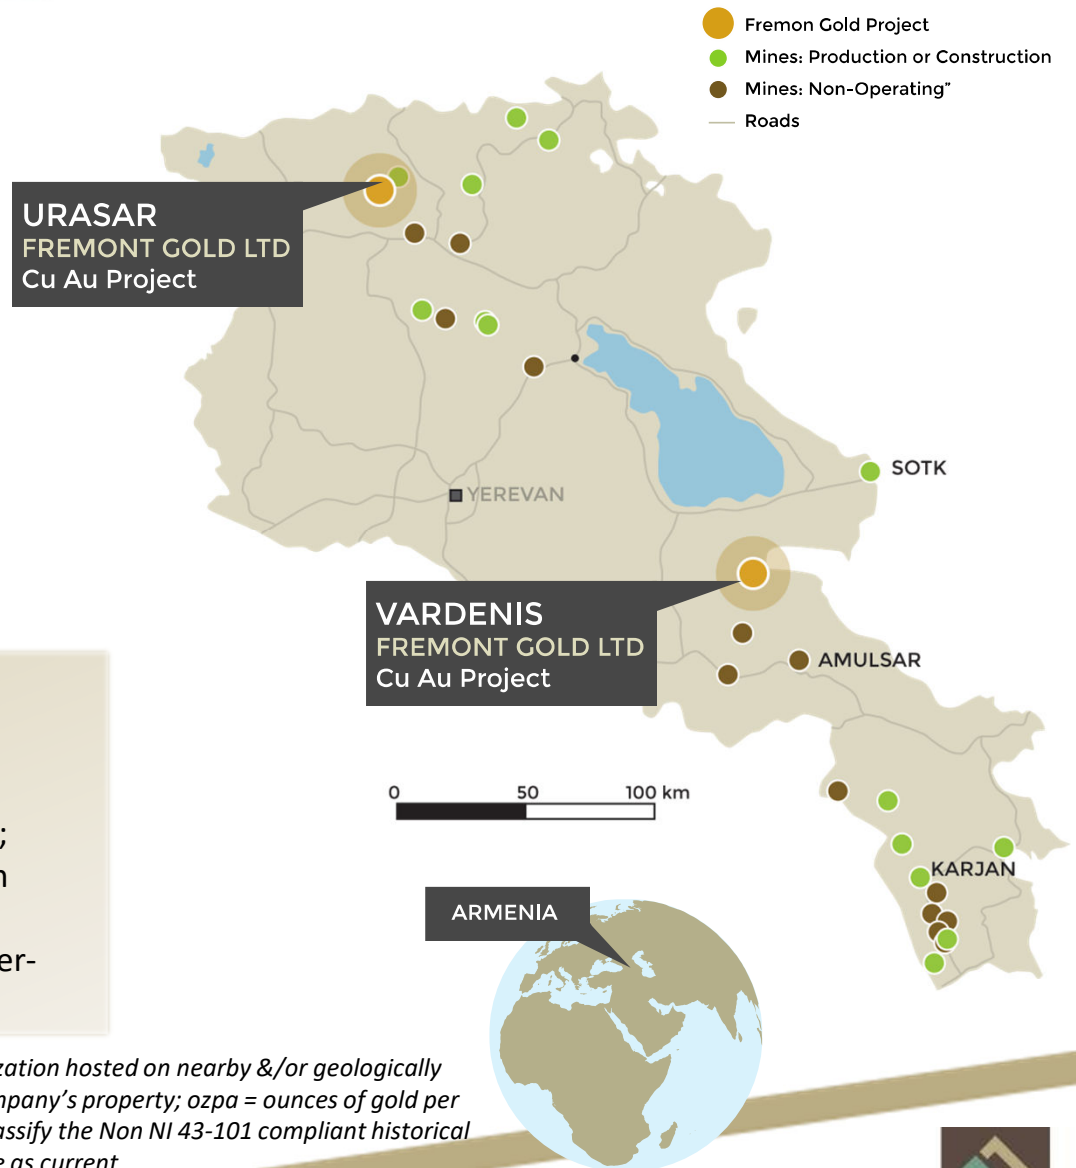 Fremon Gold Project
Mines: Production or Construction
Mines: Non-Operating”
Roads
URASAR
FREMONT GOLD LTD
Cu Au Project
SOTK
YEREVAN
VARDENIS
FREMONT GOLD LTD
Cu Au Project
AMULSAR
0 50 100 km
KARJAN
ARMENIA
;
er-
zation hosted on nearby &/or geologically
mpany’s property; ozpa = ounces of gold per
assify the Non NI 43-101 compliant historical
e as current